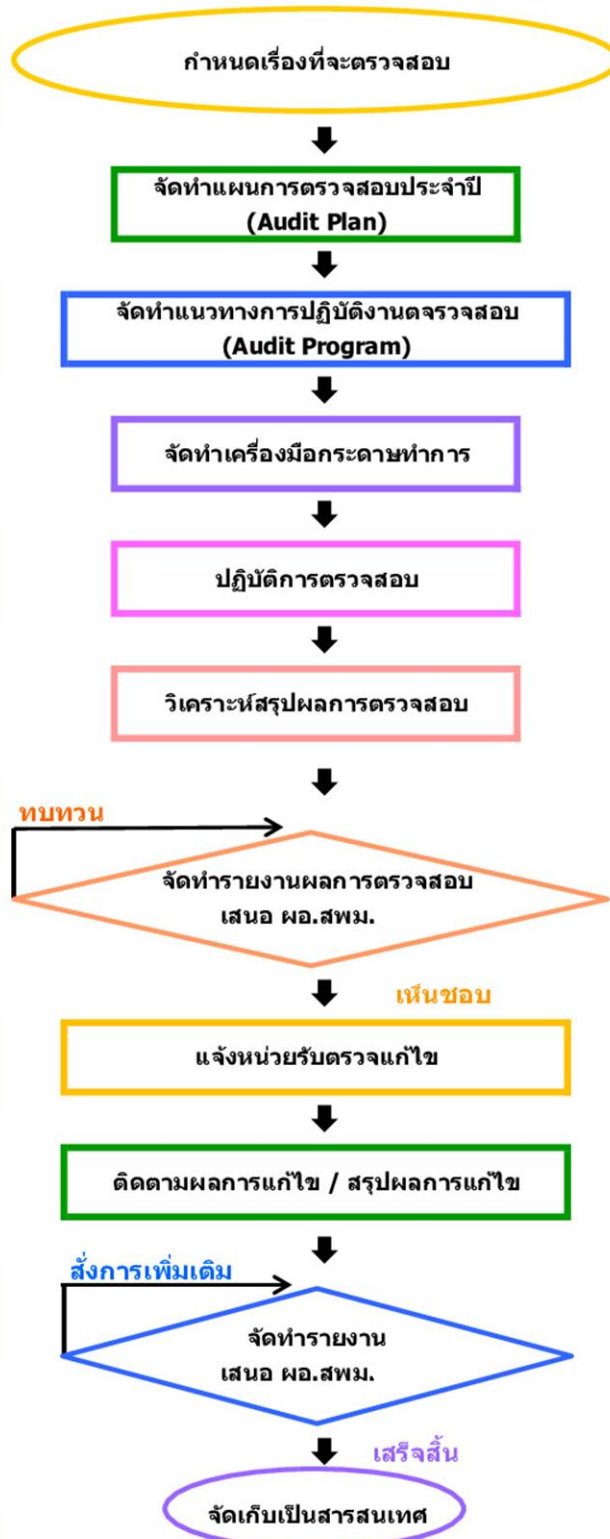 กำหนดเรื่องที่จะตรวจสอบ
จัดทำแผนการตรวจสอบประจำปี
(Audit Plan)
จัดทำแนวทางการปฏิบัติงานตจรวจสอบ
(Audit Program)
จัดทำเครื่องมือกระดาษทำการ
ปฏิบัติการตรวจสอบ
วิเคราะห์สรุปผลการตรวจสอบ
ทบทวน
จัดทำรายงานผลการตรวจสอบ
เสนอ ผอ.สพม.
เห็นชอบ
แจ้งหน่วยรับตรวจแก้ไข
ติดตามผลการแก้ไข / สรุปผลการแก้ไข
สั่งการเพิ่มเติม
จัดทำรายงาน
เสนอ ผอ.สพม.
เสร็จสิ้น
จัดเก็บเป็นสารสนเทศ